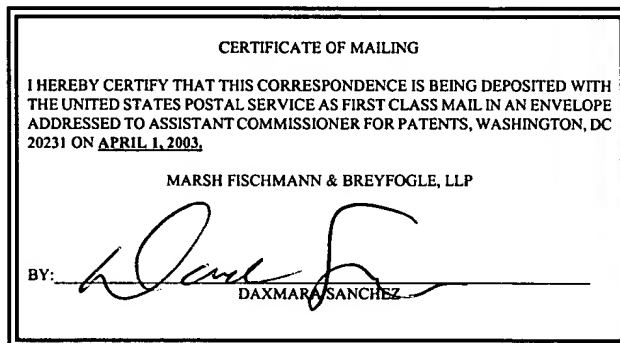 CERTIFICATE OF MAILING
I HEREBY CERTIFY THAT THIS CORRESPONDENCE IS BEING DEPOSITED WITH
THE UNITED STATES POSTAL SERVICE AS FIRST CLASS MAIL IN AN ENVELOPE
ADDRESSED TO ASSISTANT COMMISSIONER FOR PATENTS, WASHINGTON, DC
20231 ON APRIL 1, 2003.
MARSH FISCHMANN & BREYFOGLE, LLP
BY:
DAXMARA SANCHEZ